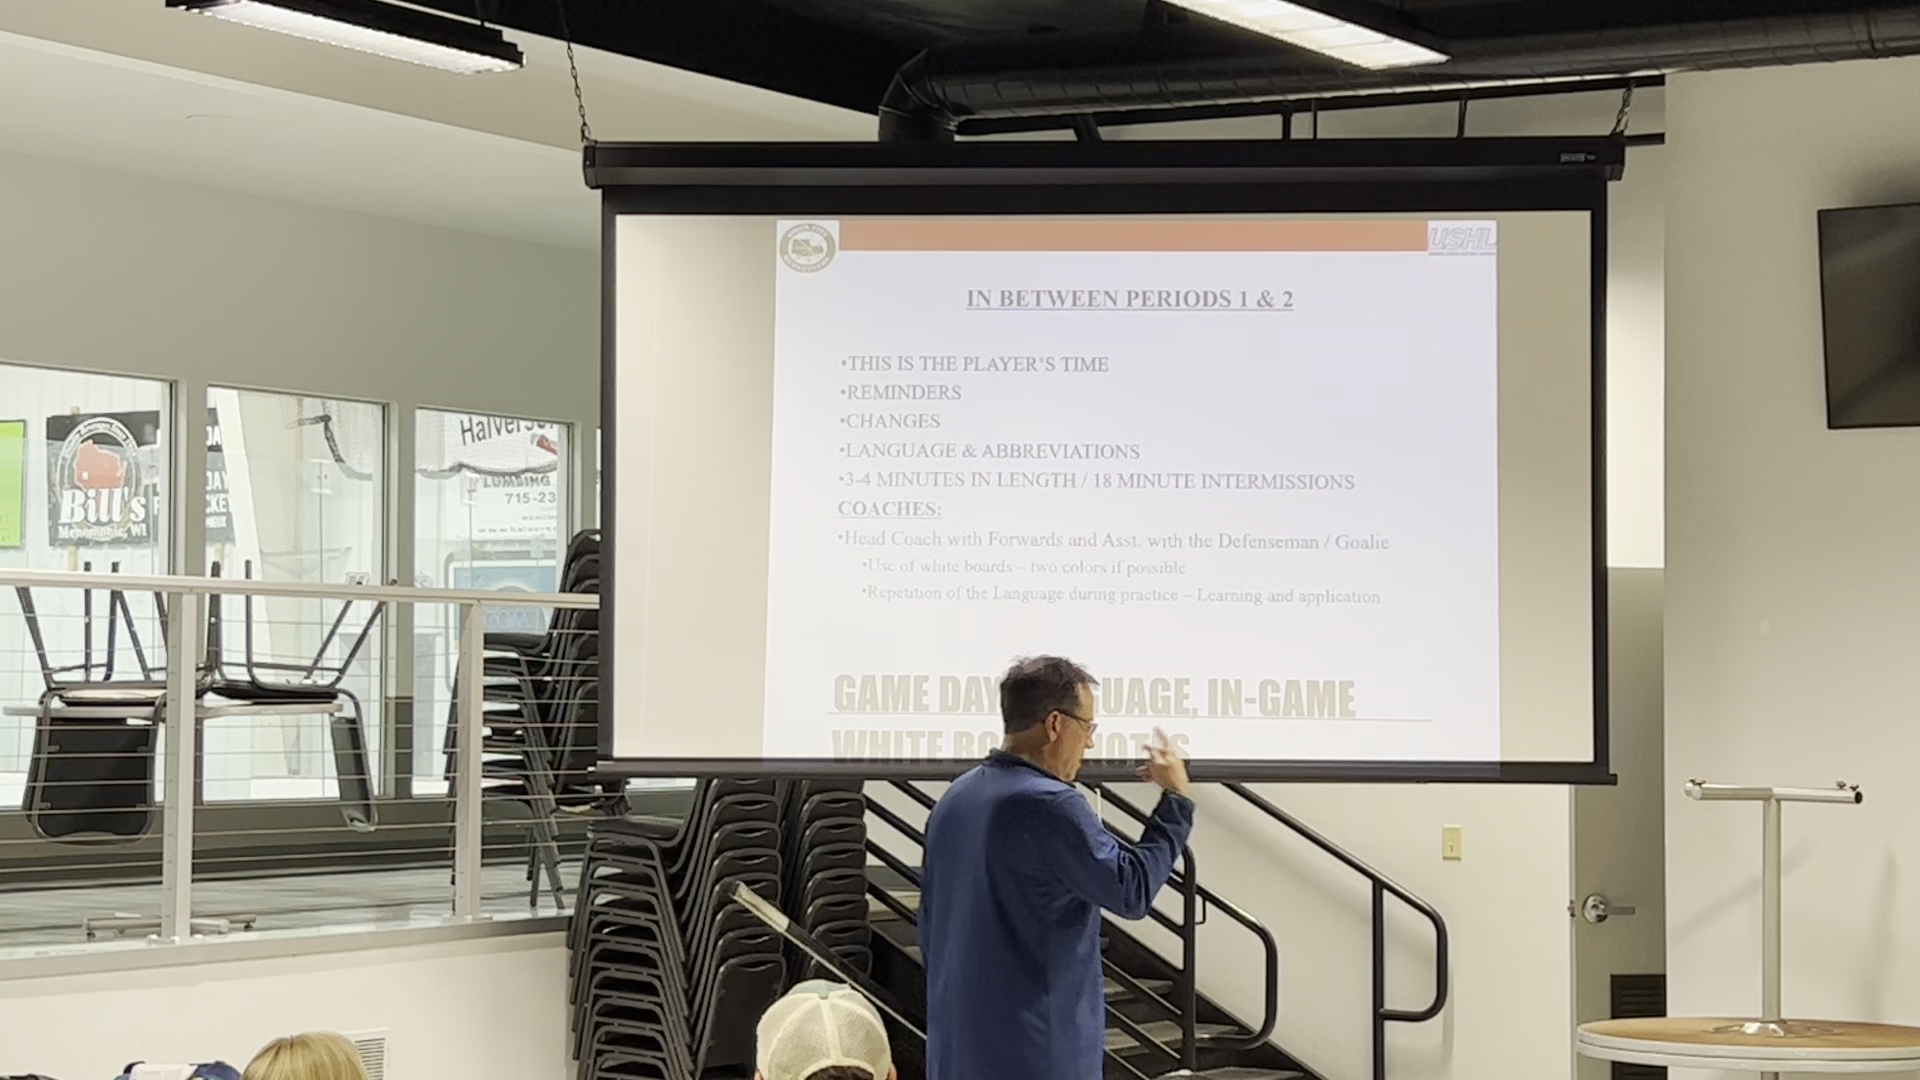 USHL
IN BETWEEN PERIODS 1 & 2
•THIS IS THE PLAYER'S TIME
•REMINDERS
•CHANGES
•LANGUAGE & ABBREVIATIONS
•3-4 MINUTES IN LENGTH / 18 MINUTE INTERMISSIONS
COACHES:
•Head Coach with Forwards and Asst. with the Defenseman / Goalie
•Use of white boards – two colors if possible
•Repetition of the Language during practice – Learning and application
GAME DAY GUAGE, IN-GAME
WHITE
Bill's
Menomonie, WI
Halverso
LUMBING
715-23